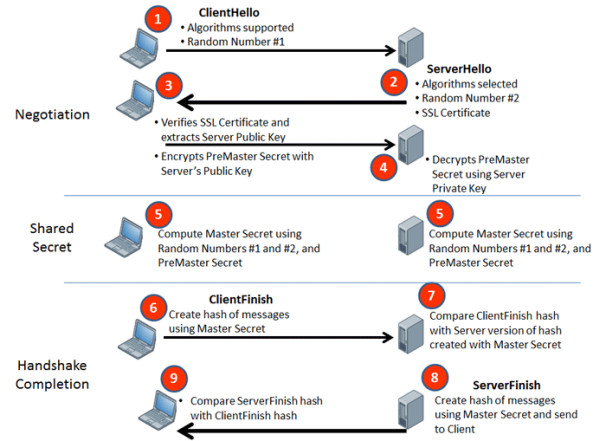 1
ClientHello
• Algorithms supported
• Random Number #1
2
ServerHello
• Algorithms selected
• Random Number #2
• SSL Certificate
Negotiation
3
• Verifies SSL Certificate and
extracts Server Public Key
• Encrypts PreMaster Secret with
Server's Public Key
4
• Decrypts PreMaster
Secret using Server
Private Key
Shared
Secret
5
Compute Master Secret using
Random Numbers #1 and #2, and
PreMaster Secret
5
Compute Master Secret using
Random Numbers #1 and #2, and
PreMaster Secret
Handshake
Completion
6
ClientFinish
Create hash of messages
using Master Secret
7
Compare ClientFinish hash
with Server version of hash
created with Master Secret
8
ServerFinish
Create hash of messages
using Master Secret and send
to Client
9
• Compare ServerFinish hash
with ClientFinish hash